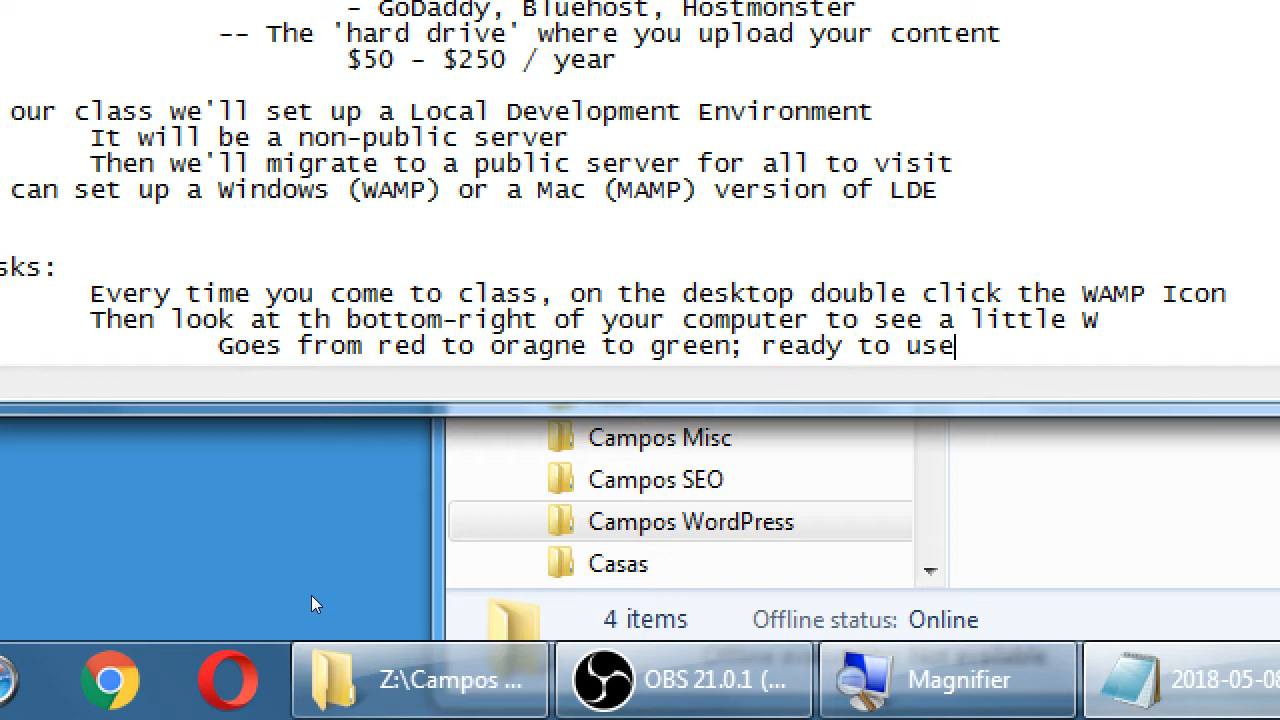 - GoDaddy, Bluehost, Hostmonster
-- The 'hard drive' where you upload your content
$50 - $250 / year
our class we'll set up a Local Development Environment
It will be a non-public server
Then we'll migrate to a public server for all to visit
can set up a Windows (WAMP) or a Mac (MAMP) version of LDE
sks:
Every time you come to class, on the desktop double click the WAMP Icon
Then look at th bottom-right of your computer to see a little W
Goes from red to oragne to green; ready to use
Campos Misc
Campos SEO
Campos WordPress
Casas
4 items Offline status: Online
Z:\Campos ... OBS 21.0.1 (... Magnifier 2018-05-08